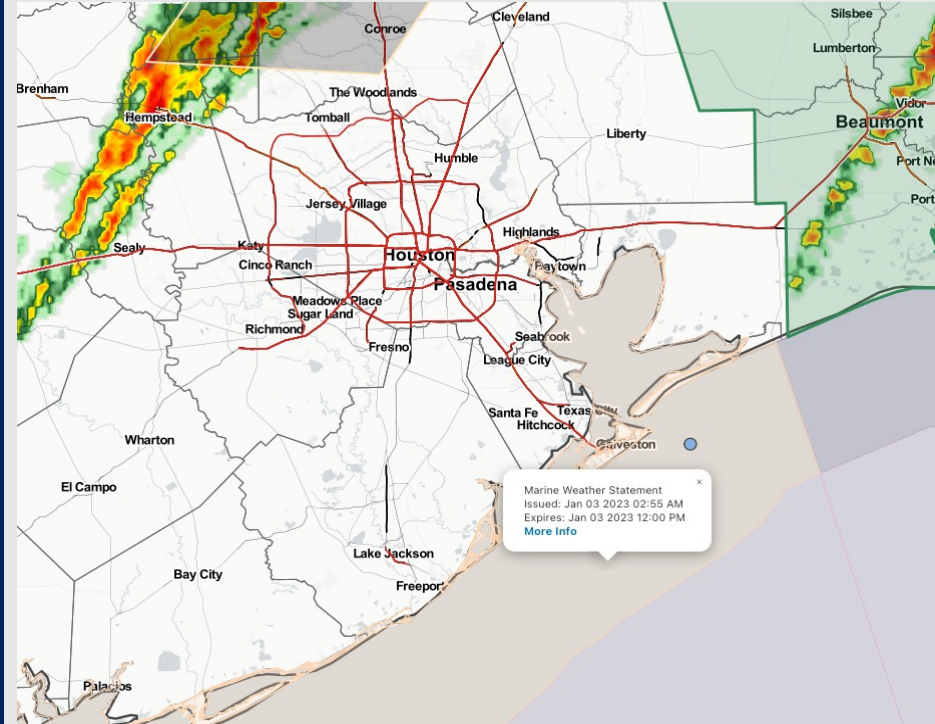 Cleveland
Silsbee
Conroe
Lumberton
Brenham
The Woodlands
Vidor
Hempstead
Tomball
Beaumont
Liberty
Humble
Port Ne
Jersey Village
Port
Highlands
Sealy
Katy
Houston
Cinco Ranch
Baytown
Pasadena
Meadows Place
Sugar Land
Richmond
Seabrook
Fresno
League City
Santa Fe
Texas City
Hitchcock
Wharton
Galveston
El Campo
Marine Weather Statement
×
Issued: Jan 03 2023 02:55 AM
Expires: Jan 03 2023 12:00 PM
More Info
Lake Jackson
Bay City
Freeport
Palacios